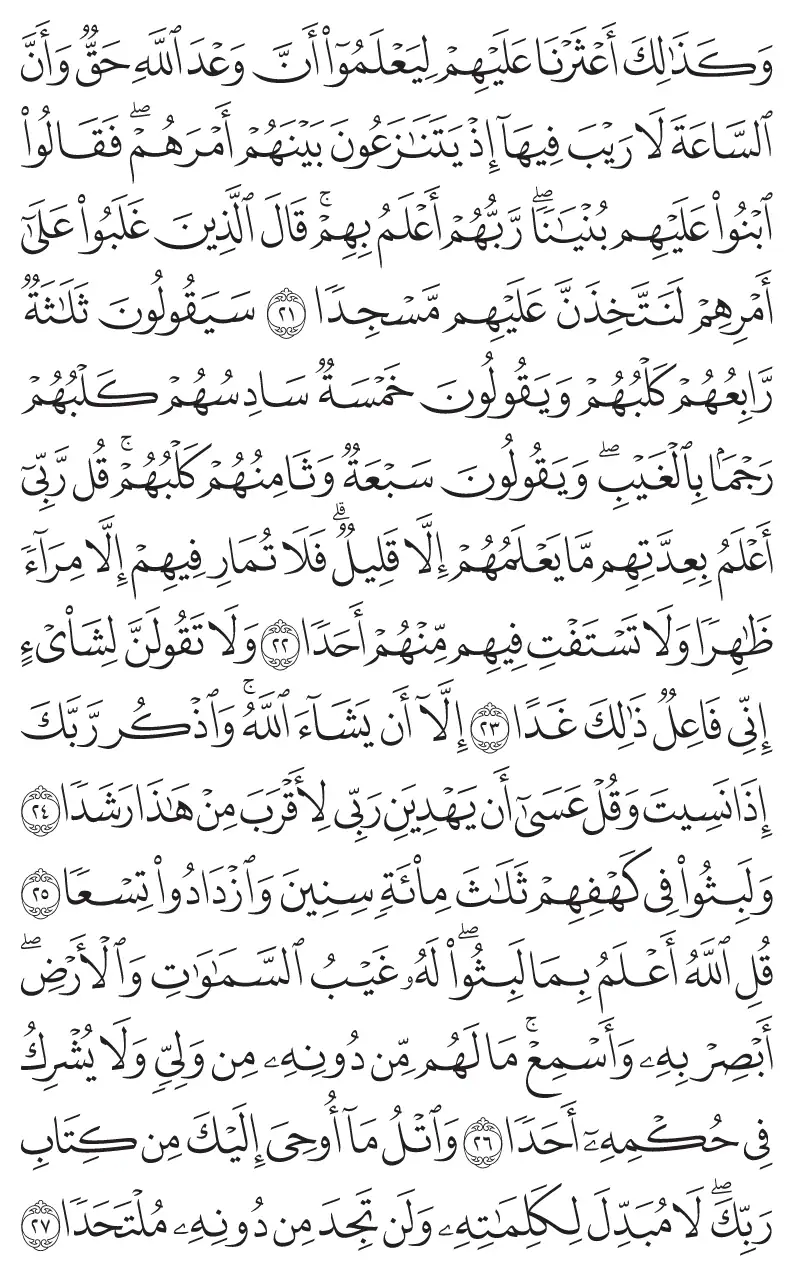 وَكَذَٰلِكَ أَعْثَرْنَا عَلَيْهِمْ لِيَعْلَمُوٓا۟ أَنَّ وَعْدَ ٱللَّهِ حَقٌّ وَأَنَّ
ٱلسَّاعَةَ لَا رَيْبَ فِيهَآ إِذْ يَتَنَـٰزَعُونَ بَيْنَهُمْ أَمْرَهُمْ ۖ فَقَالُوا۟
ٱبْنُوا۟ عَلَيْهِم بُنْيَـٰنًا ۖ رَّبُّهُمْ أَعْلَمُ بِهِمْ ۚ قَالَ ٱلَّذِينَ غَلَبُوا۟ عَلَىٰٓ
أَمْرِهِمْ لَنَتَّخِذَنَّ عَلَيْهِم مَّسْجِدًا ٢١ سَيَقُولُونَ ثَلَـٰثَةٌ
رَّابِعُهُمْ كَلْبُهُمْ وَيَقُولُونَ خَمْسَةٌ سَادِسُهُمْ كَلْبُهُمْ
رَجْمًۢا بِٱلْغَيْبِ ۖ وَيَقُولُونَ سَبْعَةٌ وَثَامِنُهُمْ كَلْبُهُمْ ۚ قُل رَّبِّىٓ
أَعْلَمُ بِعِدَّتِهِم مَّا يَعْلَمُهُمْ إِلَّا قَلِيلٌ ۗ فَلَا تُمَارِ فِيهِمْ إِلَّا مِرَآءً
ظَـٰهِرًا وَلَا تَسْتَفْتِ فِيهِم مِّنْهُمْ أَحَدًا ٢٢ وَلَا تَقُولَنَّ لِشَا۟ىْءٍ
إِنِّى فَاعِلٌ ذَٰلِكَ غَدًا ٢٣ إِلَّآ أَن يَشَآءَ ٱللَّهُ ۚ وَٱذْكُر رَّبَّكَ
إِذَا نَسِيتَ وَقُلْ عَسَىٰٓ أَن يَهْدِيَنِ رَبِّى لِأَقْرَبَ مِنْ هَـٰذَا رَشَدًا ٢٤
وَلَبِثُوا۟ فِى كَهْفِهِمْ ثَلَـٰثَ مِا۟ئَةٍ سِنِينَ وَٱزْدَادُوا۟ تِسْعًا ٢٥
قُلِ ٱللَّهُ أَعْلَمُ بِمَا لَبِثُوا۟ ۖ لَهُۥ غَيْبُ ٱلسَّمَـٰوَٰتِ وَٱلْأَرْضِ ۖ
أَبْصِرْ بِهِۦ وَأَسْمِعْ ۚ مَا لَهُم مِّن دُونِهِۦ مِن وَلِىٍّ وَلَا يُشْرِكُ
فِى حُكْمِهِۦٓ أَحَدًا ٢٦ وَٱتْلُ مَآ أُوحِىَ إِلَيْكَ مِن كِتَابِ
رَبِّكَ ۖ لَا مُبَدِّلَ لِكَلِمَـٰتِهِۦ وَلَن تَجِدَ مِن دُونِهِۦ مُلْتَحَدًا ٢٧